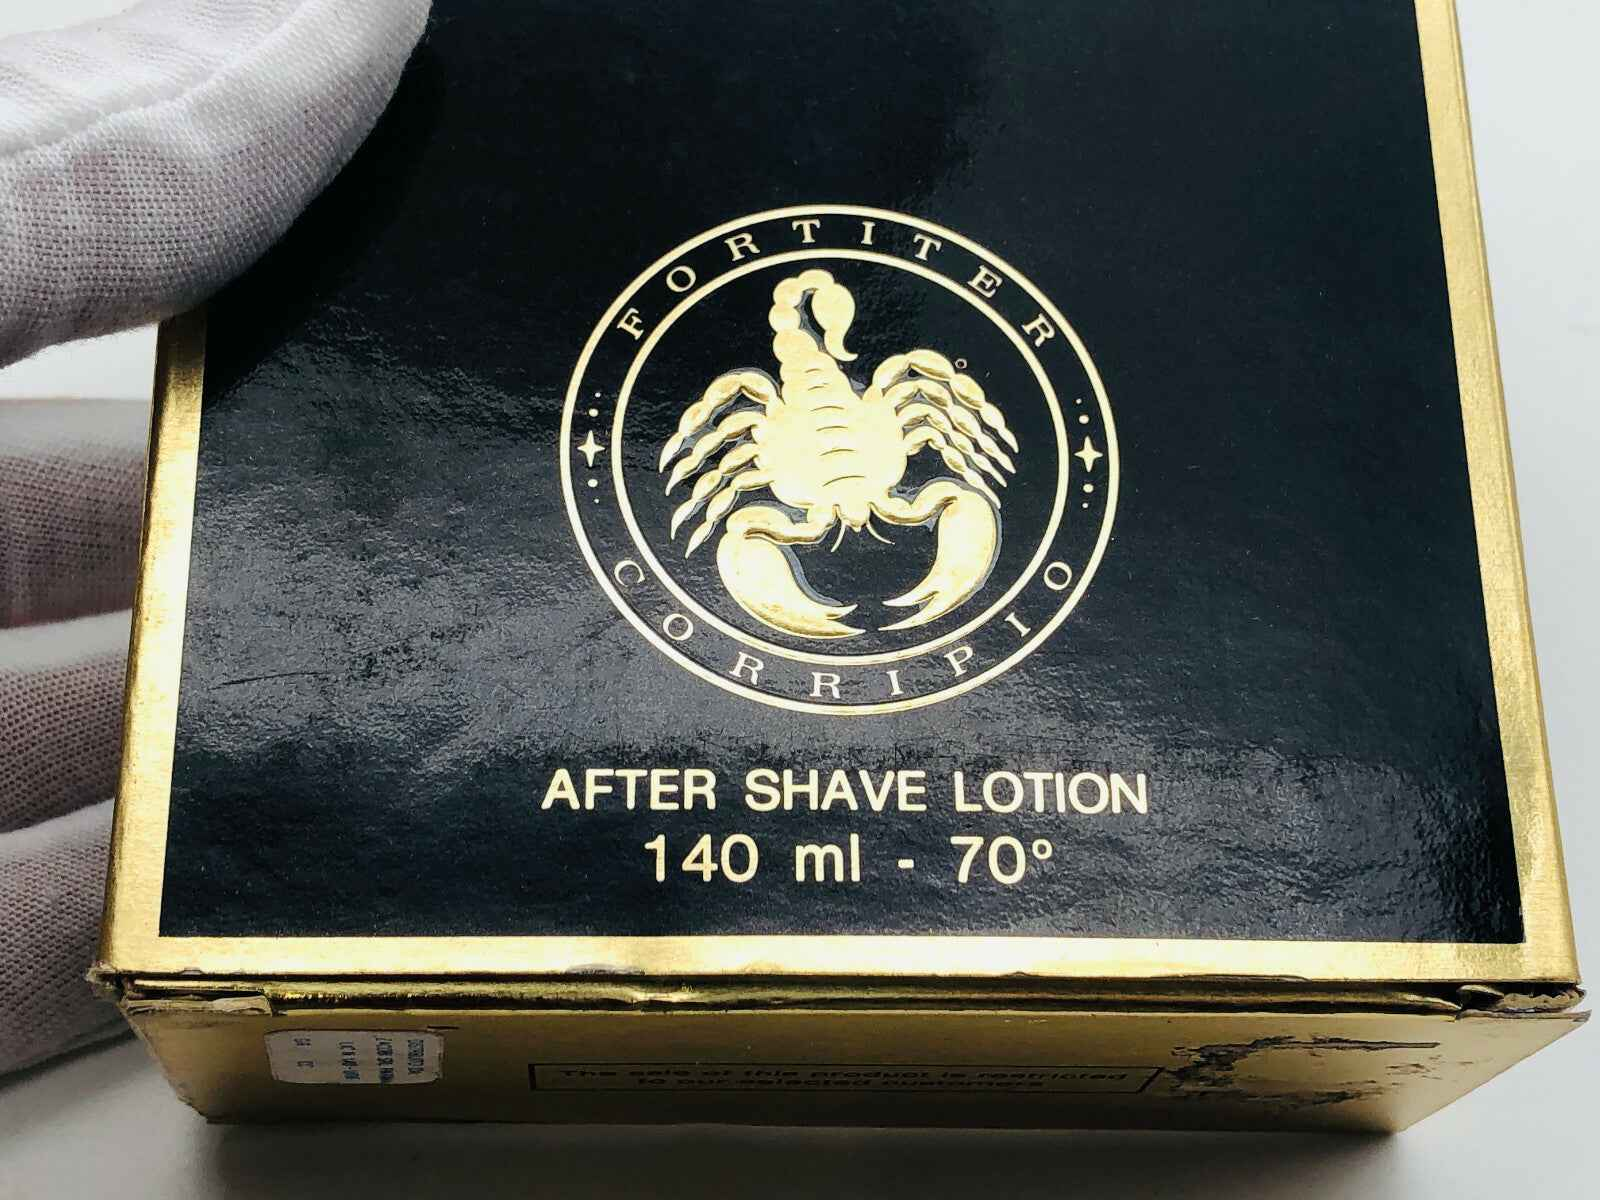 FORTITER
CORRIPIO
AFTER SHAVE LOTION
140 ml - 70°
The sale of this product is restricted
to our selected customers